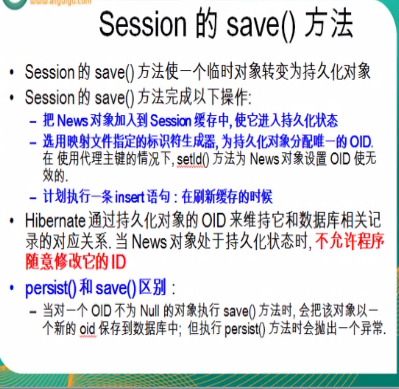 www.atguigu.com
Session 的 save() 方法
• Session 的 save() 方法使一个临时对象转变为持久化对象
• Session 的 save() 方法完成以下操作:
– 把 News 对象加入到 Session 缓存中, 使它进入持久化状态
– 选用映射文件指定的标识符生成器, 为持久化对象分配唯一的 OID.
在 使用代理主键的情况下, setId() 方法为 News 对象设置 OID 使无
效的.
– 计划执行一条 insert 语句 : 在刷新缓存的时候
• Hibernate 通过持久化对象的 OID 来维持它和数据库相关记
录的对应关系. 当 News 对象处于持久化状态时, 不允许程序
随意修改它的 ID
• persist() 和 save() 区别 :
– 当对一个 OID 不为 Null 的对象执行 save() 方法时, 会把该对象以一
个新的 oid 保存到数据库中; 但执行 persist() 方法时会抛出一个异常.